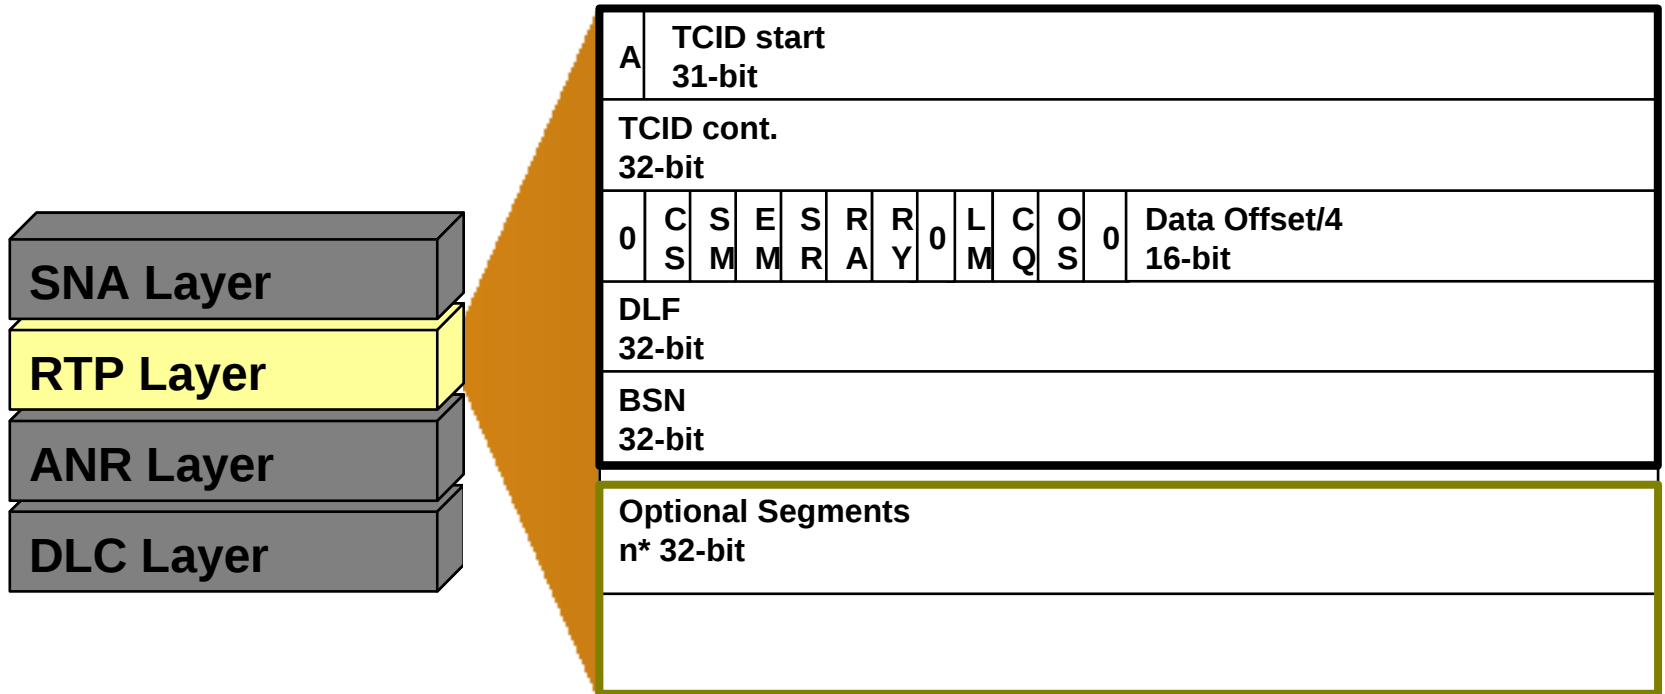 SNA Layer
RTP Layer
ANR Layer
DLC Layer
A
TCID start
31-bit
TCID cont.
32-bit
0 C S E S R R 0 L C O 0 Data Offset/4
S M M R A Y M Q S 16-bit
DLF
32-bit
BSN
32-bit
Optional Segments
n* 32-bit